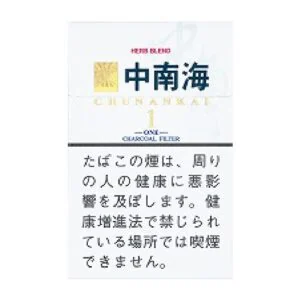 HERB BLEND
中南海
CHUNANKAI
1
ONE
CHARCOAL FILTER
たばこの煙は、周り
の人の健康に悪影
響を及ぼします。健
康増進法で禁じられ
ている場所では喫煙
できません。